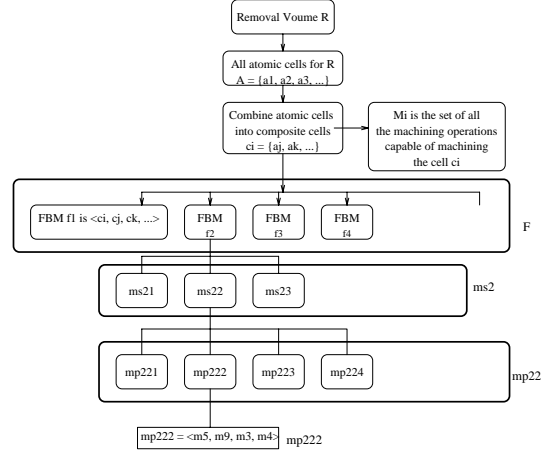 Removal Voume R
All atomic cells for R
A = {a1, a2, a3, ...}
Combine atomic cells
into composite cells
ci = {aj, ak, ...}
Mi is the set of all
the machining operations
capable of machining
the cell ci
FBM f1 is <ci, cj, ck, ...>
FBM
f2
FBM
f3
FBM
f4
F
ms21
ms22
ms23
ms2
mp221
mp222
mp223
mp224
mp22
mp222 = <m5, m9, m3, m4>
mp222